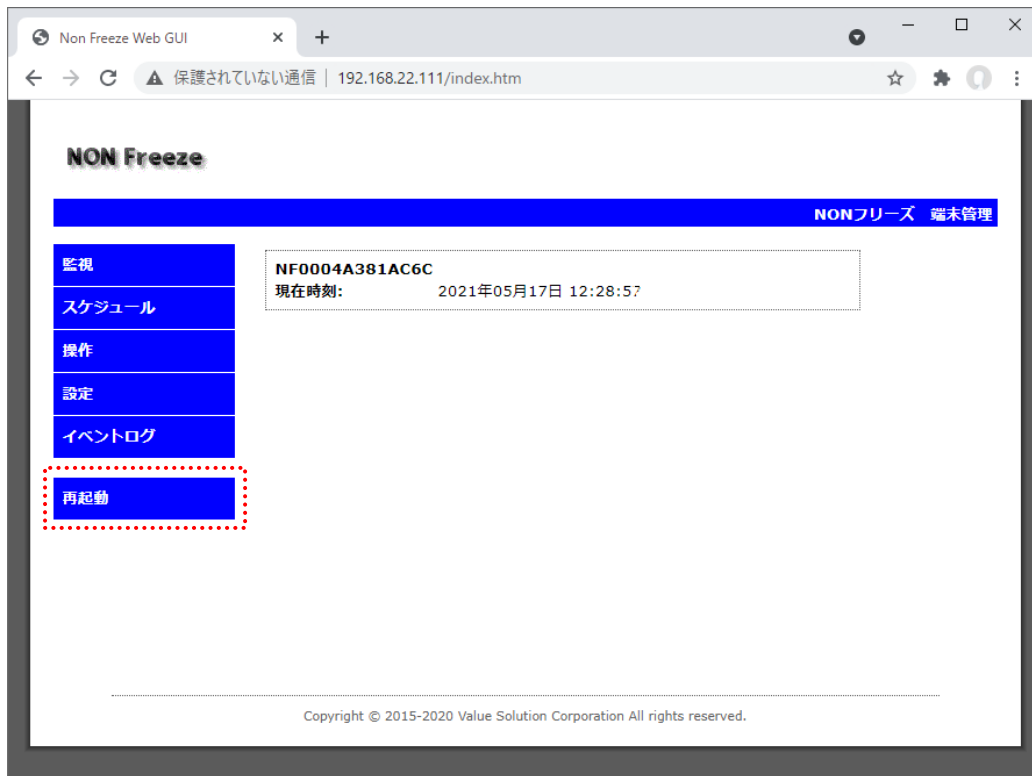 Non Freeze Web GUI
保護されていない通信 | 192.168.22.111/index.htm
NON Freeze
NONフリーズ 端末管理
監視
スケジュール
操作
設定
イベントログ
再起動
NF0004A381AC6C
現在時刻: 2021年05月17日 12:28:57
Copyright © 2015-2020 Value Solution Corporation All rights reserved.